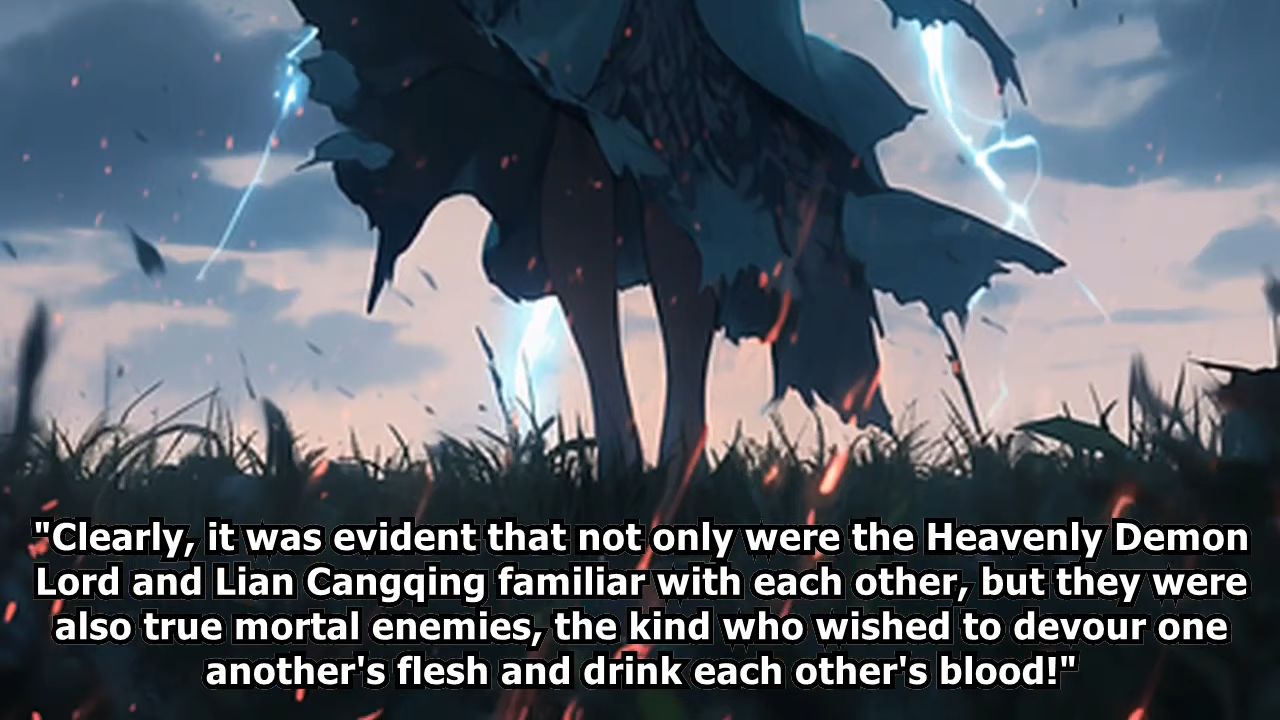 "Clearly, it was evident that not only were the Heavenly Demon
Lord and Lian Cangqing familiar with each other, but they were
also true mortal enemies, the kind who wished to devour one
another's flesh and drink each other's blood!"